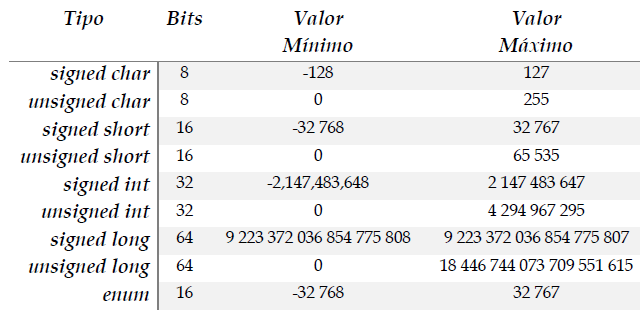 Tipo Bits Valor Mínimo Valor Máximo
signed char 8 -128 127
unsigned char 8 0 255
signed short 16 -32 768 32 767
unsigned short 16 0 65 535
signed int 32 -2,147,483,648 2 147 483 647
unsigned int 32 0 4 294 967 295
signed long 64 9 223 372 036 854 775 808 9 223 372 036 854 775 807
unsigned long 64 0 18 446 744 073 709 551 615
enum 16 -32 768 32 767